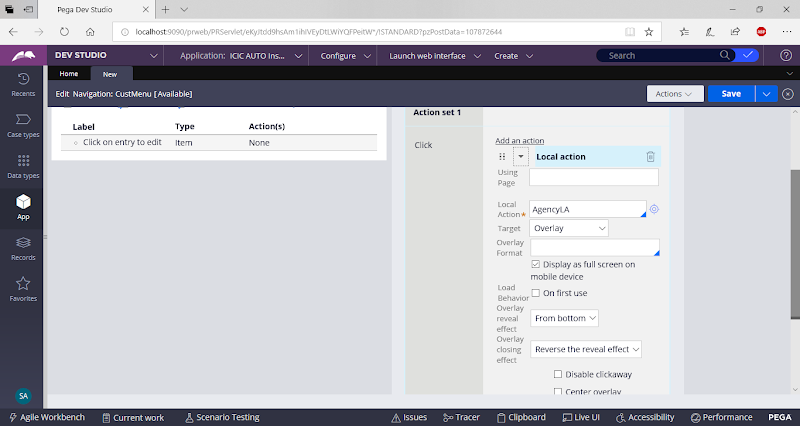 Pega Dev Studio
localhost:9090/prweb/PRServlet/eKyItdd9hsAm1ihIVEyDtLWiYQFPeitW*/!STANDARD?pzPostData=107872644
DEV STUDIO
Application: ICIC AUTO Ins...
Configure
Launch web interface
Create
Search
Home
New
Recents
Edit Navigation: CustMenu [Available]
Actions
Save
Case types
Data types
App
Records
Favorites
SA
Label Type Action(s)
Click on entry to edit Item None
Action set 1
Click
Add an action
Local action
Using
Page
Local
Action* AgencyLA
Target Overlay
Overlay
Format
Display as full screen on
mobile device
Load
Behavior On first use
Overlay
reveal
effect From bottom
Overlay
closing
effect Reverse the reveal effect
Disable clickaway
Center overlay
Agile Workbench
Current work
Scenario Testing
Issues
Tracer
Clipboard
Live UI
Accessibility
Performance
PEGA